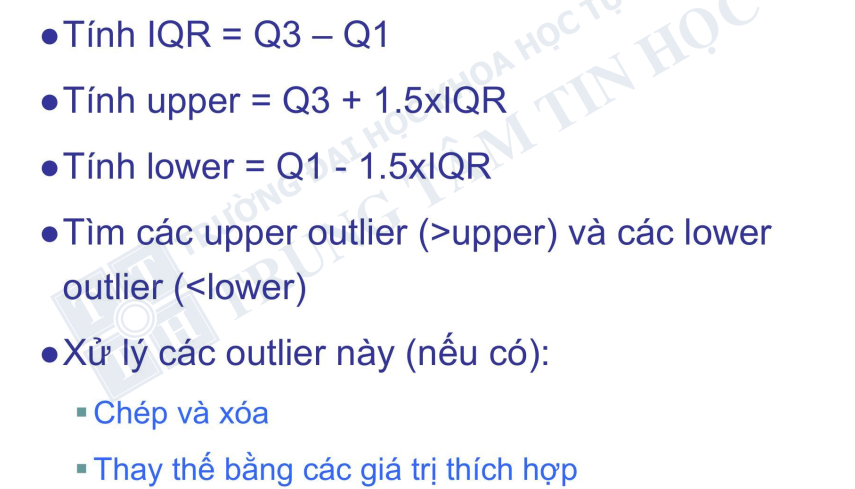 ●Tính IQR = Q3 – Q1
●Tính upper = Q3 + 1.5xIQR
●Tính lower = Q1 - 1.5xIQR
●Tìm các upper outlier (>upper) và các lower
outlier (<lower)
●Xử lý các outlier này (nếu có):
▪Chép và xóa
▪Thay thế bằng các giá trị thích hợp
TRƯỜNG ĐẠI HỌC KHOA HỌC TỰ
TRUNG TÂM TIN HỌC